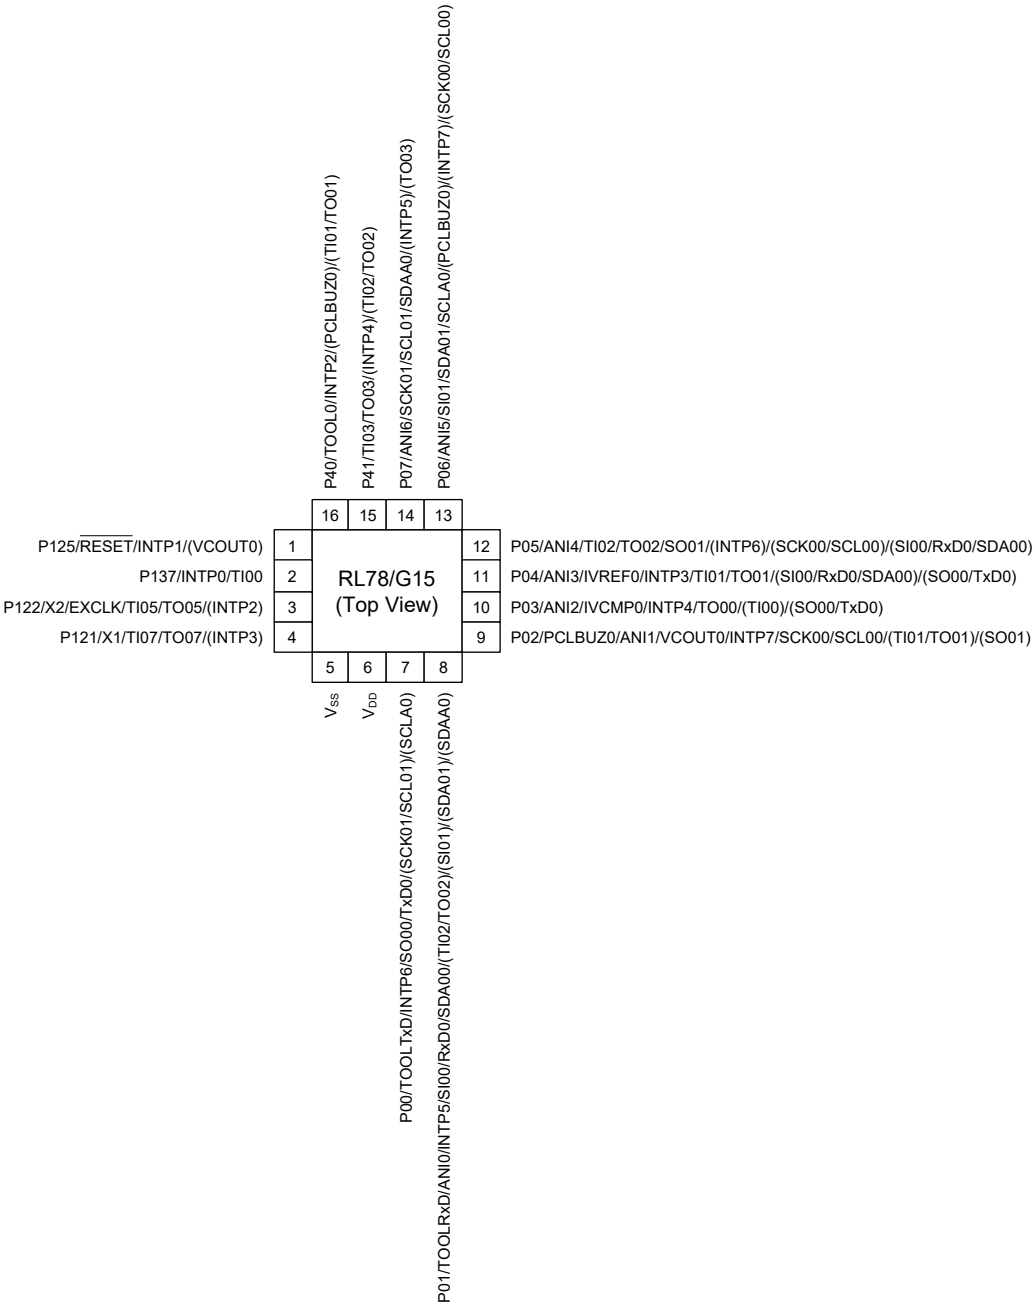 P40/TOOL0/INTP2/(PCLBUZ0)/(TI01/TO01)
P41/TI03/TO03/(INTP4)/(TI02/TO02)
P07/ANI6/SCK01/SCL01/SDAA0/(INTP5)/(TO03)
P06/ANI5/SI01/SDA01/SCLA0/(PCLBUZ0)/(INTP7)/(SCK00/SCL00)
16 15 14 13
P125/RESET/INTP1/(VCOUT0) 1
P137/INTP0/TI00 2
P122/X2/EXCLK/TI05/TO05/(INTP2) 3
P121/X1/TI07/TO07/(INTP3) 4
RL78/G15
(Top View)
12 P05/ANI4/TI02/TO02/SO01/(INTP6)/(SCK00/SCL00)/(SI00/RxD0/SDA00)
11 P04/ANI3/IVREF0/INTP3/TI01/TO01/(SI00/RxD0/SDA00)/(SO00/TxD0)
10 P03/ANI2/IVCMP0/INTP4/TO00/(TI00)/(SO00/TxD0)
9 P02/PCLBUZ0/ANI1/VCOUT0/INTP7/SCK00/SCL00/(TI01/TO01)/(SO01)
5 6 7 8
VSS
VDD
P00/TOOLTxD/INTP6/SO00/TxD0/(SCK01/SCL01)/(SCLA0)
P01/TOOLRxD/ANI0/INTP5/SI00/RxD0/SDA00/(TI02/TO02)/(SI01)/(SDA01)/(SDAA0)